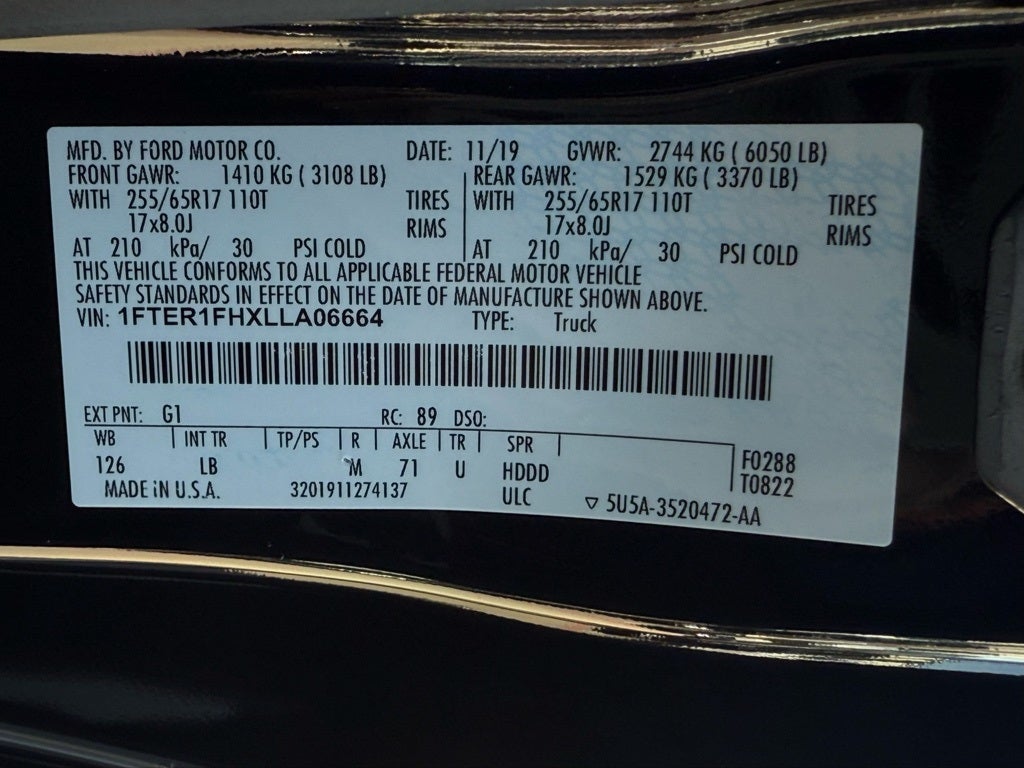 MFD. BY FORD MOTOR CO. DATE: 11/19 GVWR: 2744 KG ( 6050 LB)
FRONT GAWR: 1410 KG ( 3108 LB) REAR GAWR: 1529 KG ( 3370 LB)
WITH 255/65R17 110T TIRES WITH 255/65R17 110T TIRES
17x8.0J RIMS 17x8.0J RIMS
AT 210 kPa/ 30 PSI COLD AT 210 kPa/ 30 PSI COLD
THIS VEHICLE CONFORMS TO ALL APPLICABLE FEDERAL MOTOR VEHICLE
SAFETY STANDARDS IN EFFECT ON THE DATE OF MANUFACTURE SHOWN ABOVE.
VIN: 1FTER1FHXLLA06664 TYPE: Truck
EXT PNT: G1 RC: 89 DSO:
WB INT TR TP/PS R AXLE TR SPR
126 LB M 71 U HDDD F0288
MADE IN U.S.A. 3201911274137 ULC T0822
▽ 5U5A-3520472-AA